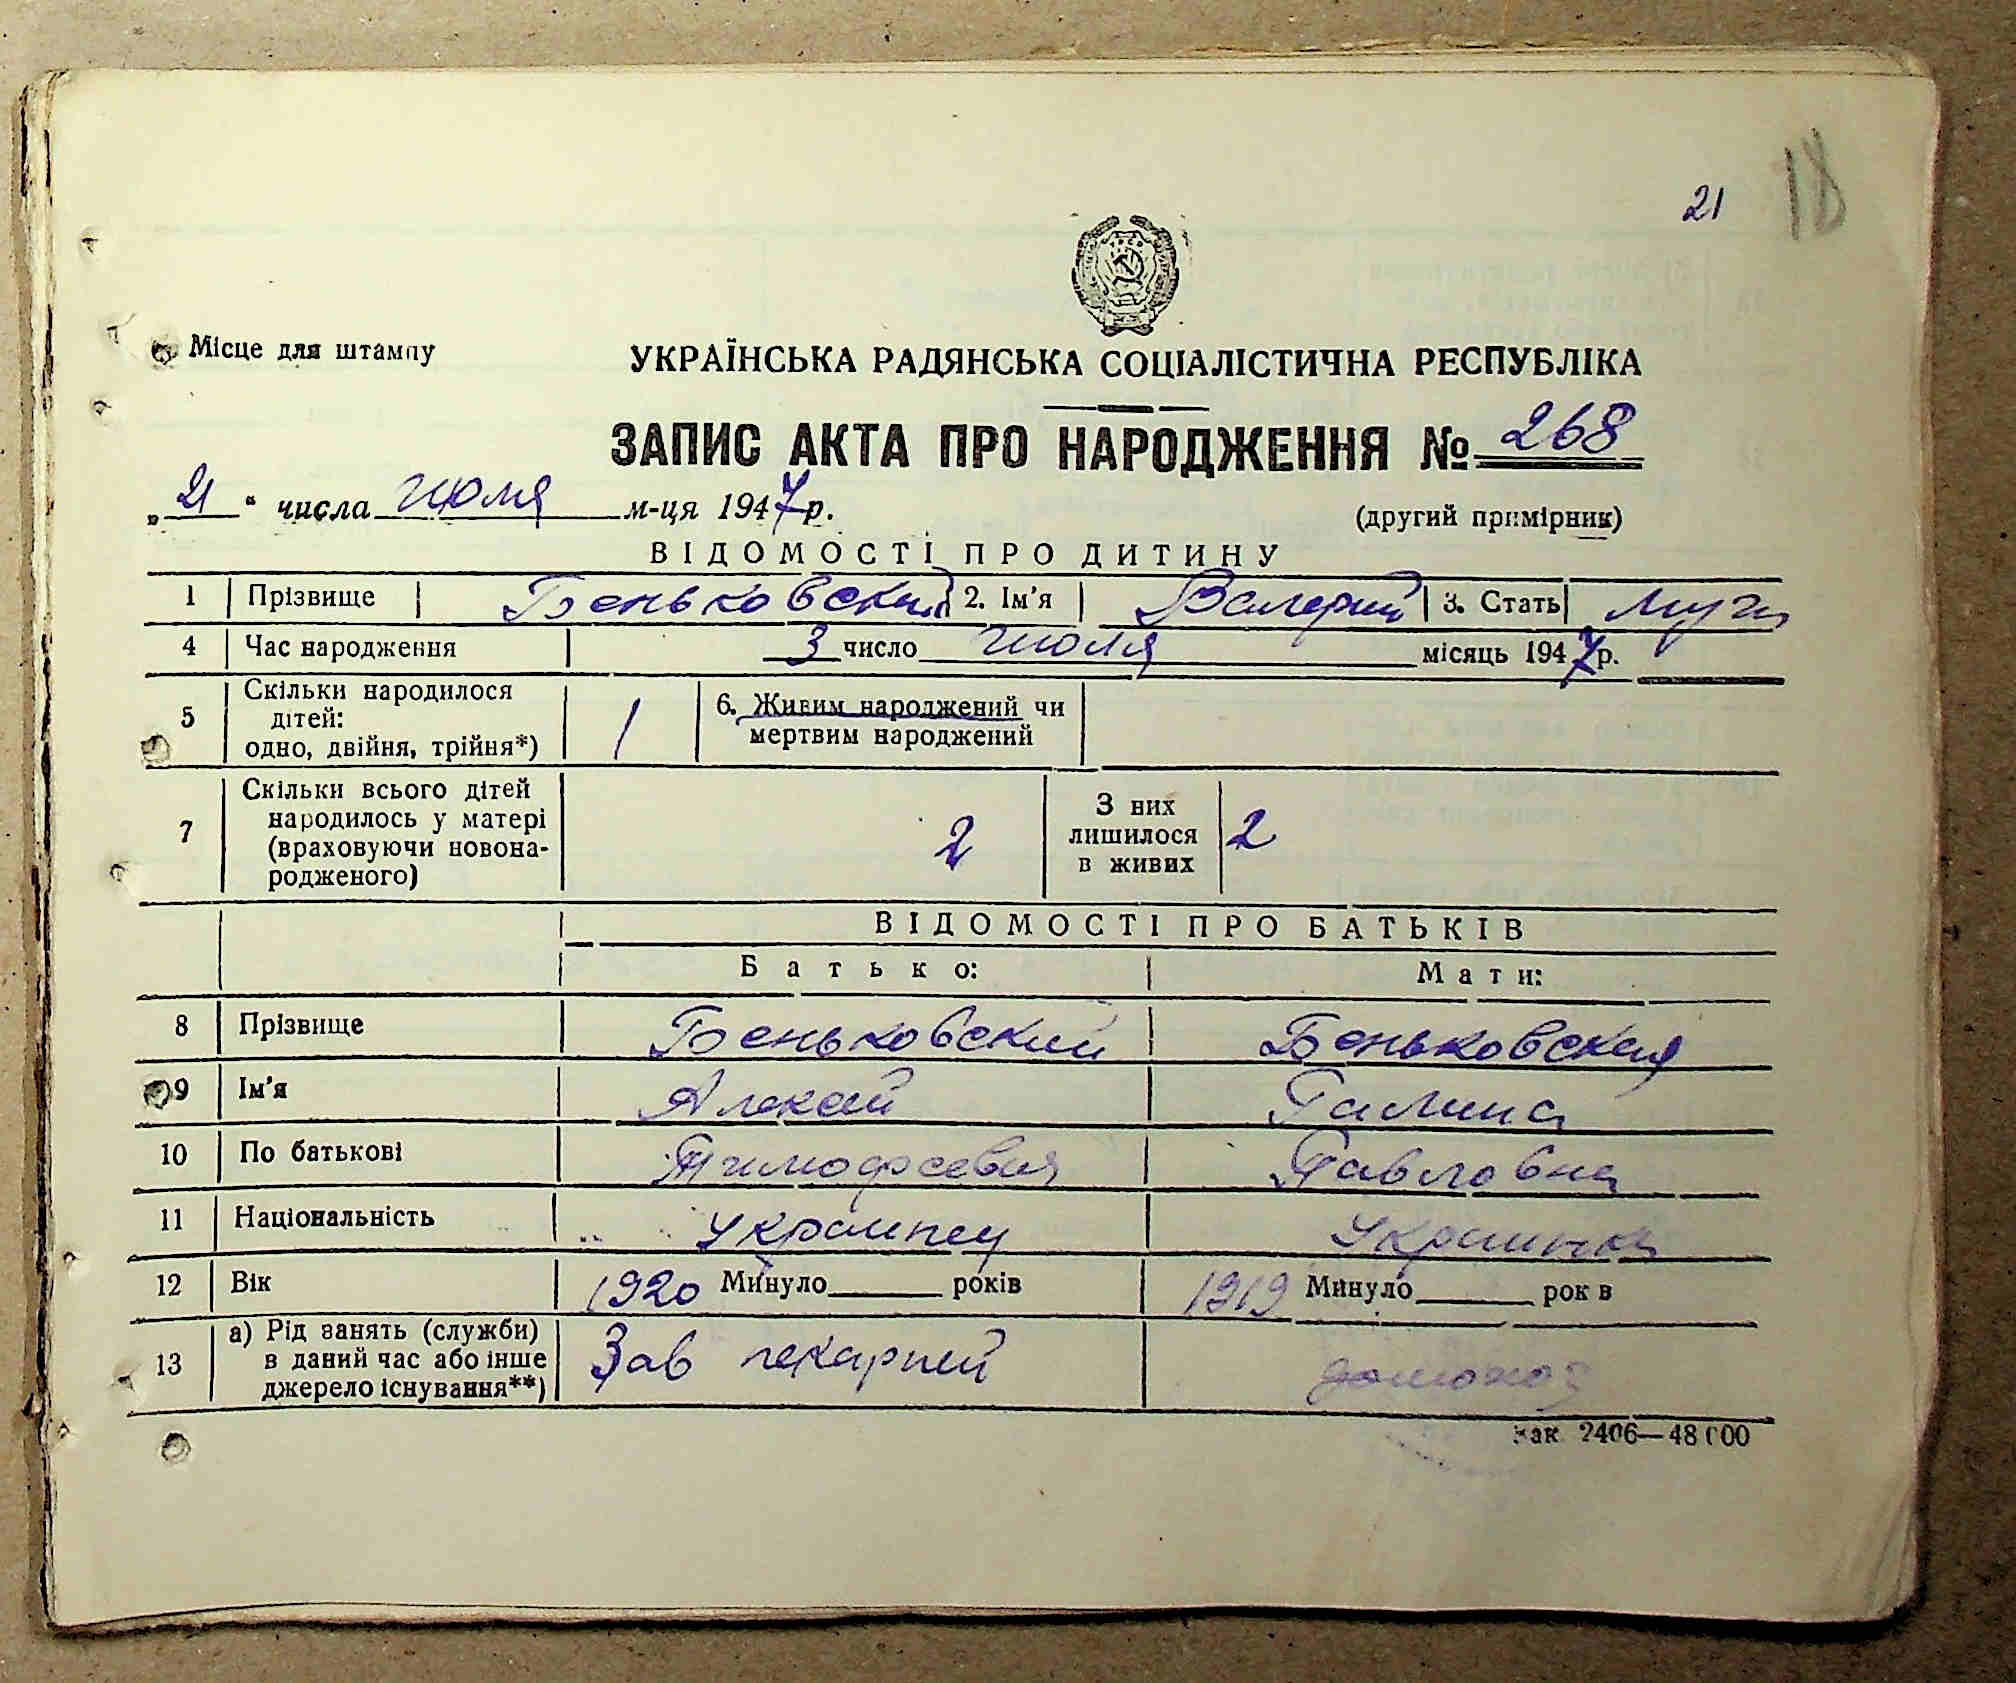 21 18
Місце для штампу
УКРАЇНСЬКА РАДЯНСЬКА СОЦІАЛІСТИЧНА РЕСПУБЛІКА
ЗАПИС АКТА ПРО НАРОДЖЕННЯ № 268
„21“ числа июля м-ця 1947 р.
(другий примірник)
ВІДОМОСТІ ПРО ДИТИНУ
1 Прізвище Беньковский 2. Ім'я Валерий 3. Стать муж
4 Час народження 3 число июля місяць 1947 р.
5 Скільки народилося дітей: одно, двійня, трійня*) 1 6. Живим народжений чи мертвим народжений
7 Скільки всього дітей народилось у матері (враховуючи новонародженого) 2 З них лишилося в живих 2
ВІДОМОСТІ ПРО БАТЬКІВ
Батько: Мати:
8 Прізвище Беньковский Беньковская
9 Ім'я Алексей Галина
10 По батькові Тимофеевич Павловна
11 Національність украинец украинка
12 Вік 1920 Минуло років 1919 Минуло рок в
13 а) Рід занять (служби) в даний час або інше джерело існування**) Зав пекарней домохоз
Зак 2406—48 000